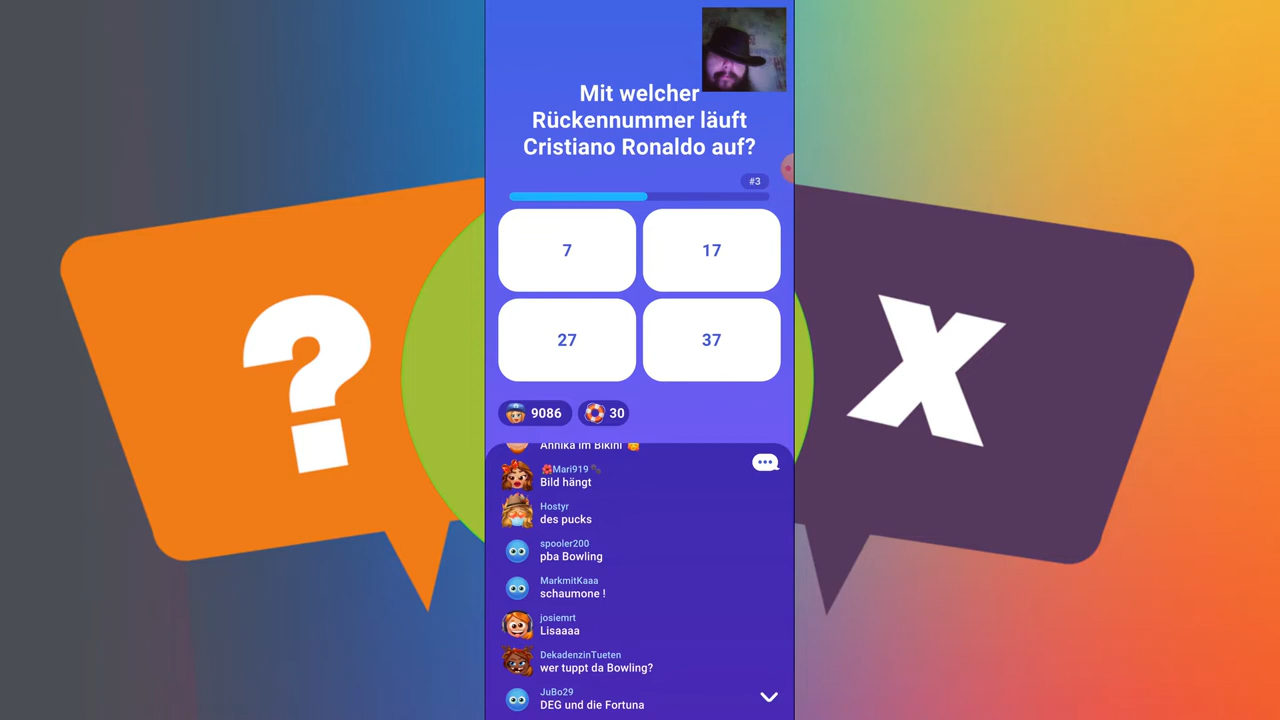 Mit welcher
Rückennummer läuft
Cristiano Ronaldo auf?
#3
7
17
27
37
9086
30
Annika im Bikini 🥰
🌺Mari919
Bild hängt
Hostyr
des pucks
spooler200
pba Bowling
MarkmitKaaa
schaumone !
josiemrt
Lisaaaa
DekadenzinTueten
wer tuppt da Bowling?
JuBo29
DEG und die Fortuna
?
X